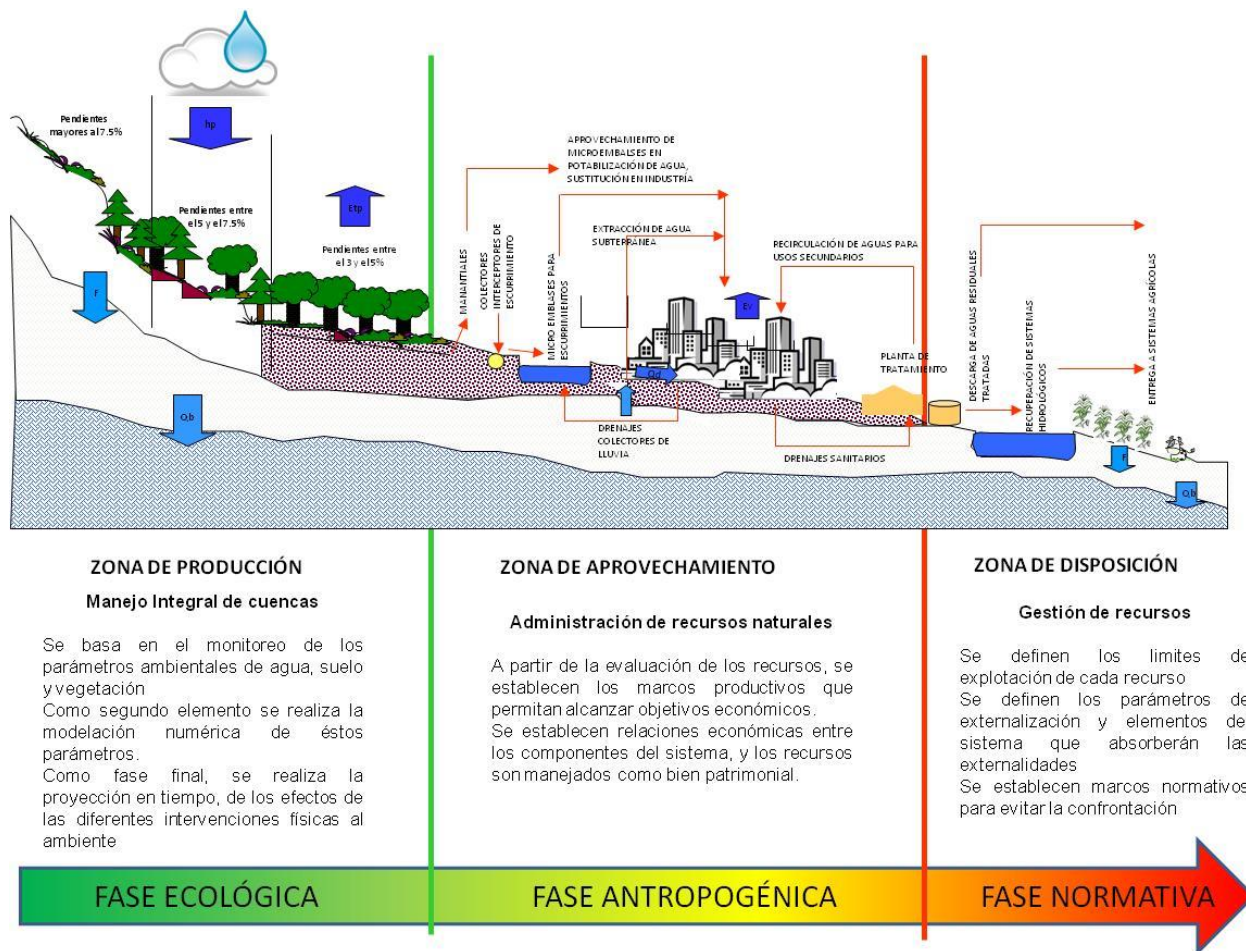 Pendientes
mayores al 7.5%
hp
Pendientes entre
el 5 y el 7.5%
Etp
Pendientes entre
el 3 y el 5%
F
Qb
MANANTIALES
COLECTORES
INTERCEPTORES DE
ESCURRIMIENTO
APROVECHAMIENTO DE
MICROEMBALSES EN
POTABILIZACIÓN DE AGUA,
SUSTITUCIÓN EN INDUSTRÍA
MICRO EMBLASES PARA
ESCURRIMIENTOS
EXTRACCIÓN DE AGUA
SUBTERRÁNEA
RECIRCULACIÓN DE AGUAS PARA
USOS SECUNDARIOS
Ev
Qd
DRENAJES
COLECTORES DE
LLUVIA
DRENAJES SANITARIOS
PLANTA DE
TRATAMIENTO
DESCARGA DE AGUAS RESIDUALES
TRATADAS
RECUPERACIÓN DE SISTEMAS
HIDROLÓGICOS
ENTREGA A SISTEMAS AGRÍCOLAS
F
Qb
ZONA DE PRODUCCIÓN
Manejo Integral de cuencas
Se basa en el monitoreo de los
parámetros ambientales de agua, suelo
y vegetación
Como segundo elemento se realiza la
modelación numérica de éstos
parámetros.
Como fase final, se realiza la
proyección en tiempo, de los efectos de
las diferentes intervenciones físicas al
ambiente
ZONA DE APROVECHAMIENTO
Administración de recursos naturales
A partir de la evaluación de los recursos, se
establecen los marcos productivos que
permitan alcanzar objetivos económicos.
Se establecen relaciones económicas entre
los componentes del sistema, y los recursos
son manejados como bien patrimonial.
ZONA DE DISPOSICIÓN
Gestión de recursos
Se definen los limites de
explotación de cada recurso
Se definen los parámetros de
externalización y elementos de
sistema que absorberán las
externalidades
Se establecen marcos normativos
para evitar la confrontación
FASE ECOLÓGICA
FASE ANTROPOGÉNICA
FASE NORMATIVA